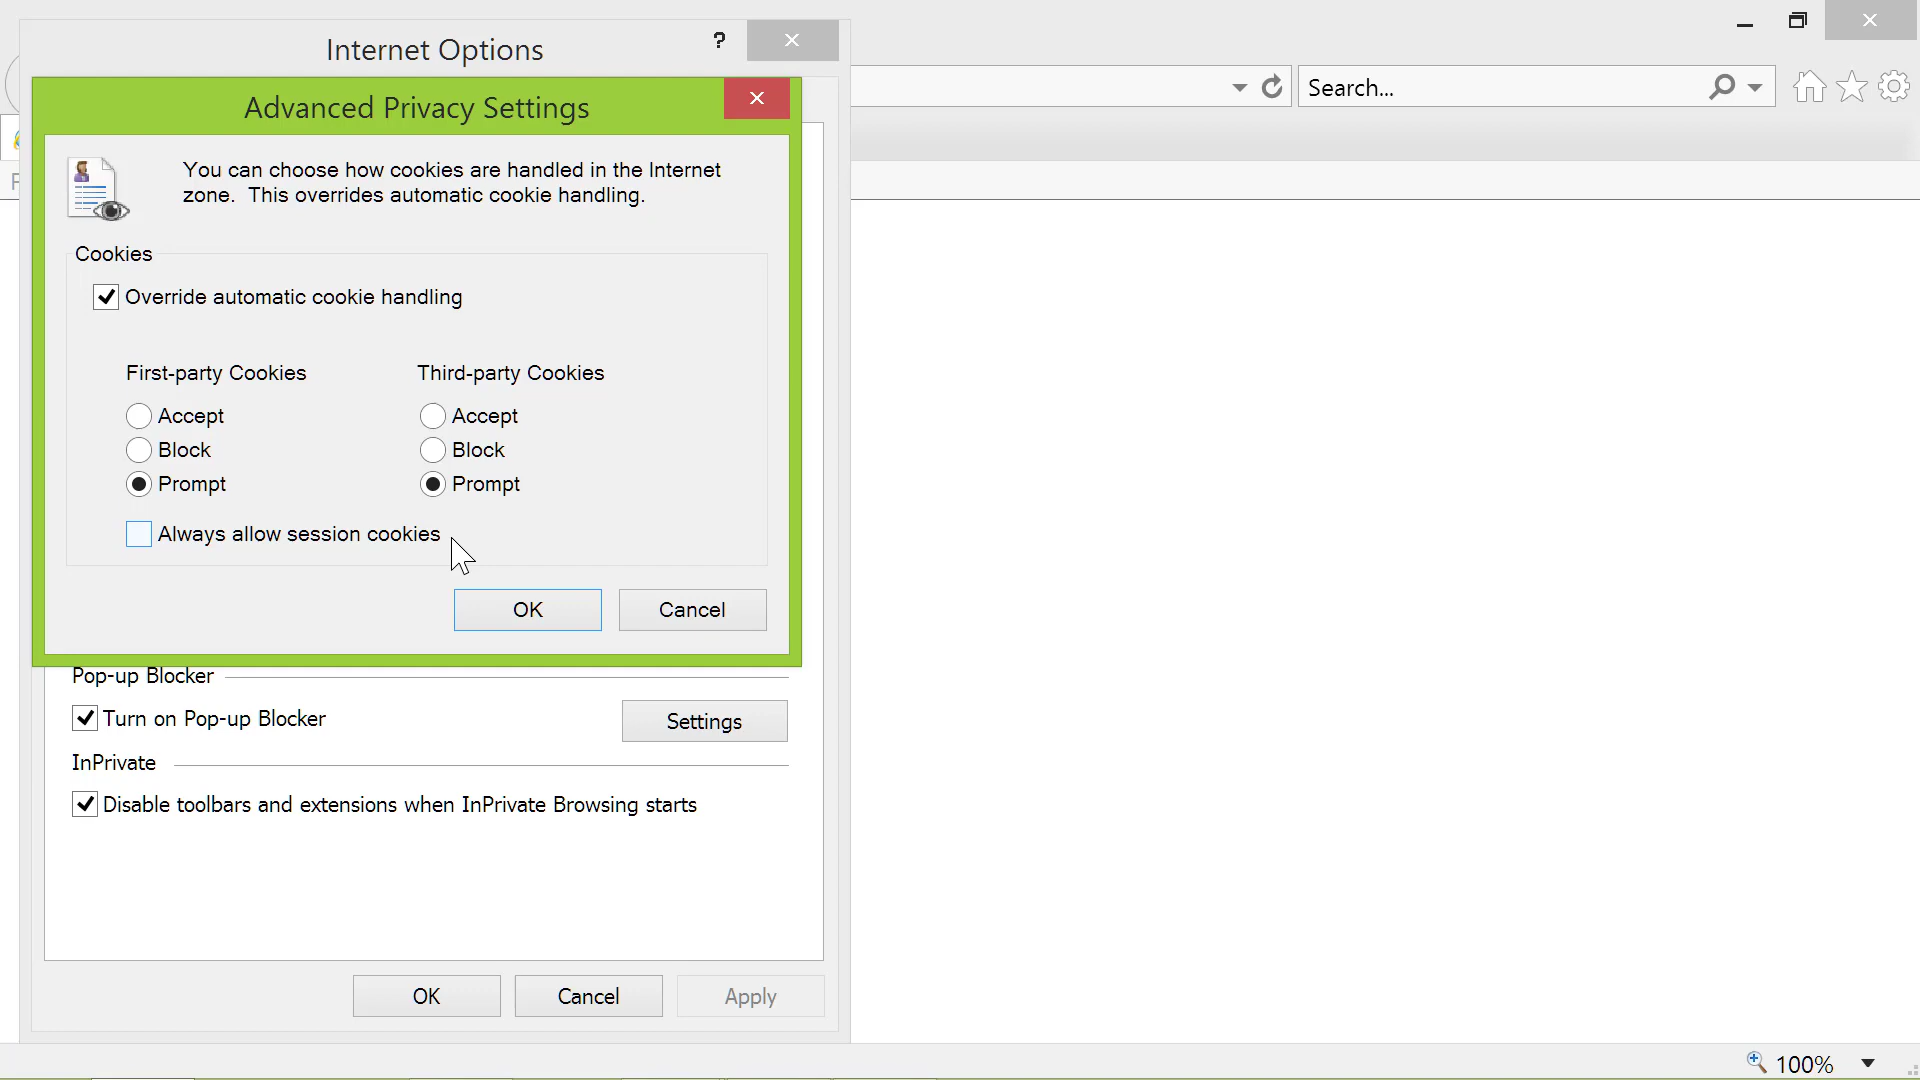 Internet Options
?
Advanced Privacy Settings
Search...
You can choose how cookies are handled in the Internet
zone.  This overrides automatic cookie handling.
Cookies
Override automatic cookie handling
First-party Cookies
Third-party Cookies
Accept
Accept
Block
Block
Prompt
Prompt
Always allow session cookies
OK
Cancel
Pop-up Blocker
Turn on Pop-up Blocker
Settings
InPrivate
Disable toolbars and extensions when InPrivate Browsing starts
OK
Cancel
Apply
100%